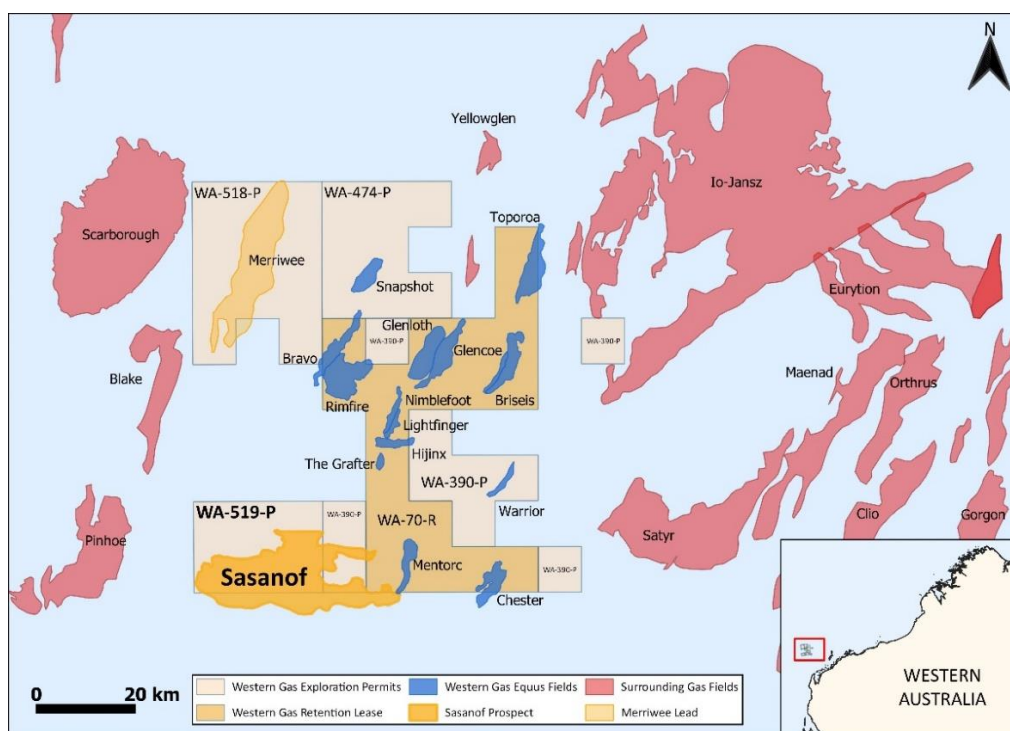 N
Yellowglen
WA-518-P
WA-474-P
Io-Jansz
Toporoa
Scarborough
Merriwee
Snapshot
Eurytion
Glenloth
WA-390-P
Glencoe
WA-390-P
Bravo
Maenad
Blake
Orthrus
Rimfire
Nimblefoot
Briseis
Lightfinger
Hijinx
The Grafter
WA-390-P
WA-519-P
WA-390-P
WA-70-R
Warrior
Clio
Gorgon
Pinhoe
Satyr
Sasanof
Mentorc
WA-390-P
Chester
0 20 km
Western Gas Exploration Permits
Western Gas Equus Fields
Surrounding Gas Fields
Western Gas Retention Lease
Sasanof Prospect
Merriwee Lead
WESTERN
AUSTRALIA